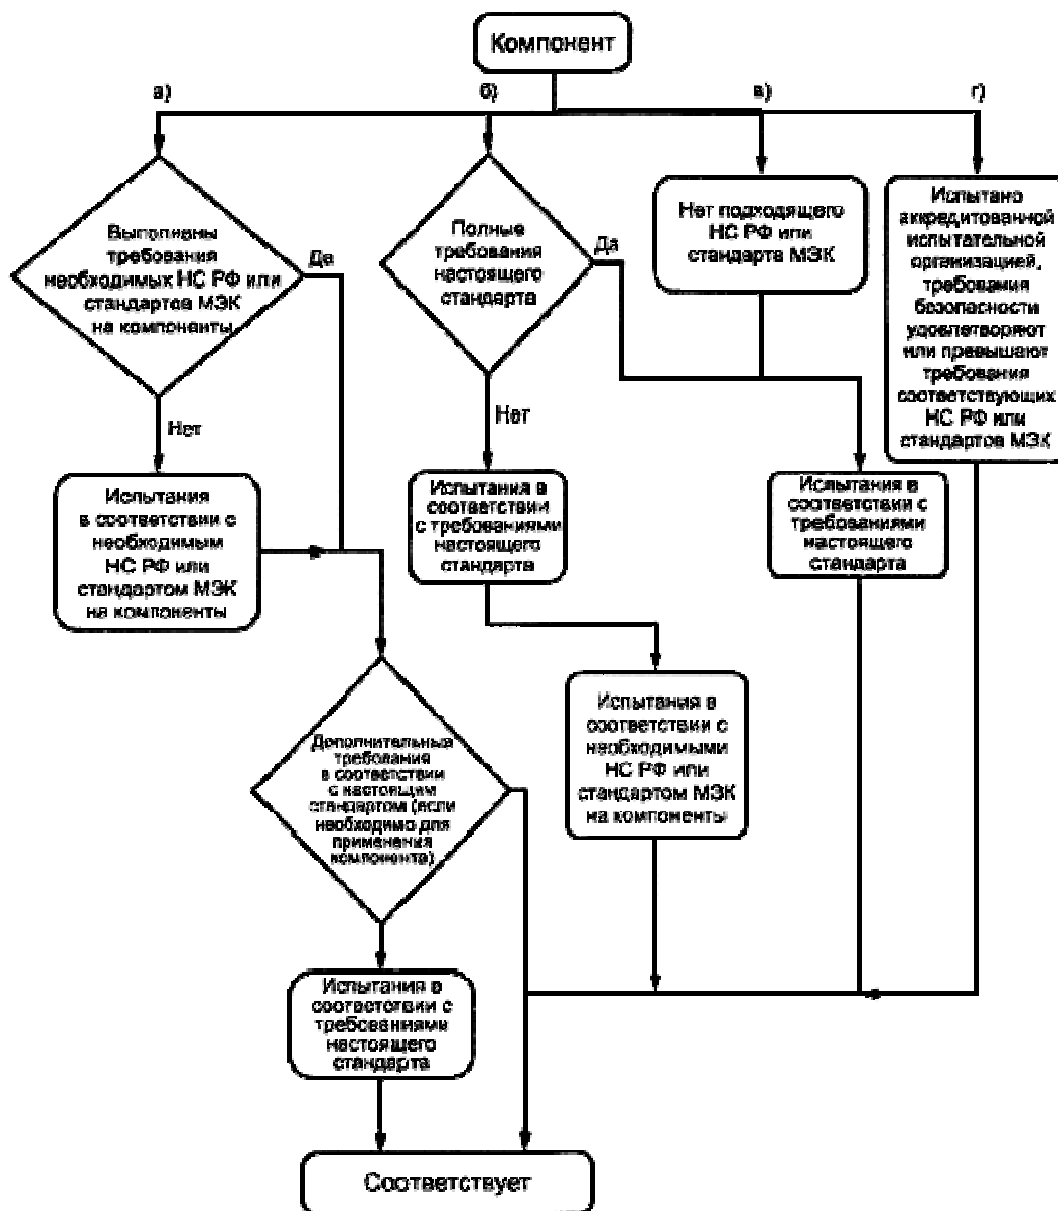 Компонент
а)
б)
в)
г)
Выполнены
требования
необходимых НС РФ или
стандартов МЭК
на компоненты
Да
Нет
Испытания
в соответствии с
необходимым
НС РФ или
стандартом МЭК
на компоненты
Полные
требования
настоящего
стандарта
Да
Нет
Испытания в
соответствии
с требованиями
настоящего
стандарта
Нет подходящего
НС РФ или
стандарта МЭК
Испытано
аккредитованной
испытательной
организацией,
требования
безопасности
удовлетворяют
или превышают
требования
соответствующих
НС РФ или
стандартов МЭК
Испытания в
соответствии с
требованиями
настоящего
стандарта
Дополнительные
требования
в соответствии
с настоящим
стандартом (если
необходимо для
применения
компонента)
Испытания в
соответствии с
необходимыми
НС РФ или
стандартом МЭК
на компоненты
Испытания в
соответствии с
требованиями
настоящего
стандарта
Соответствует